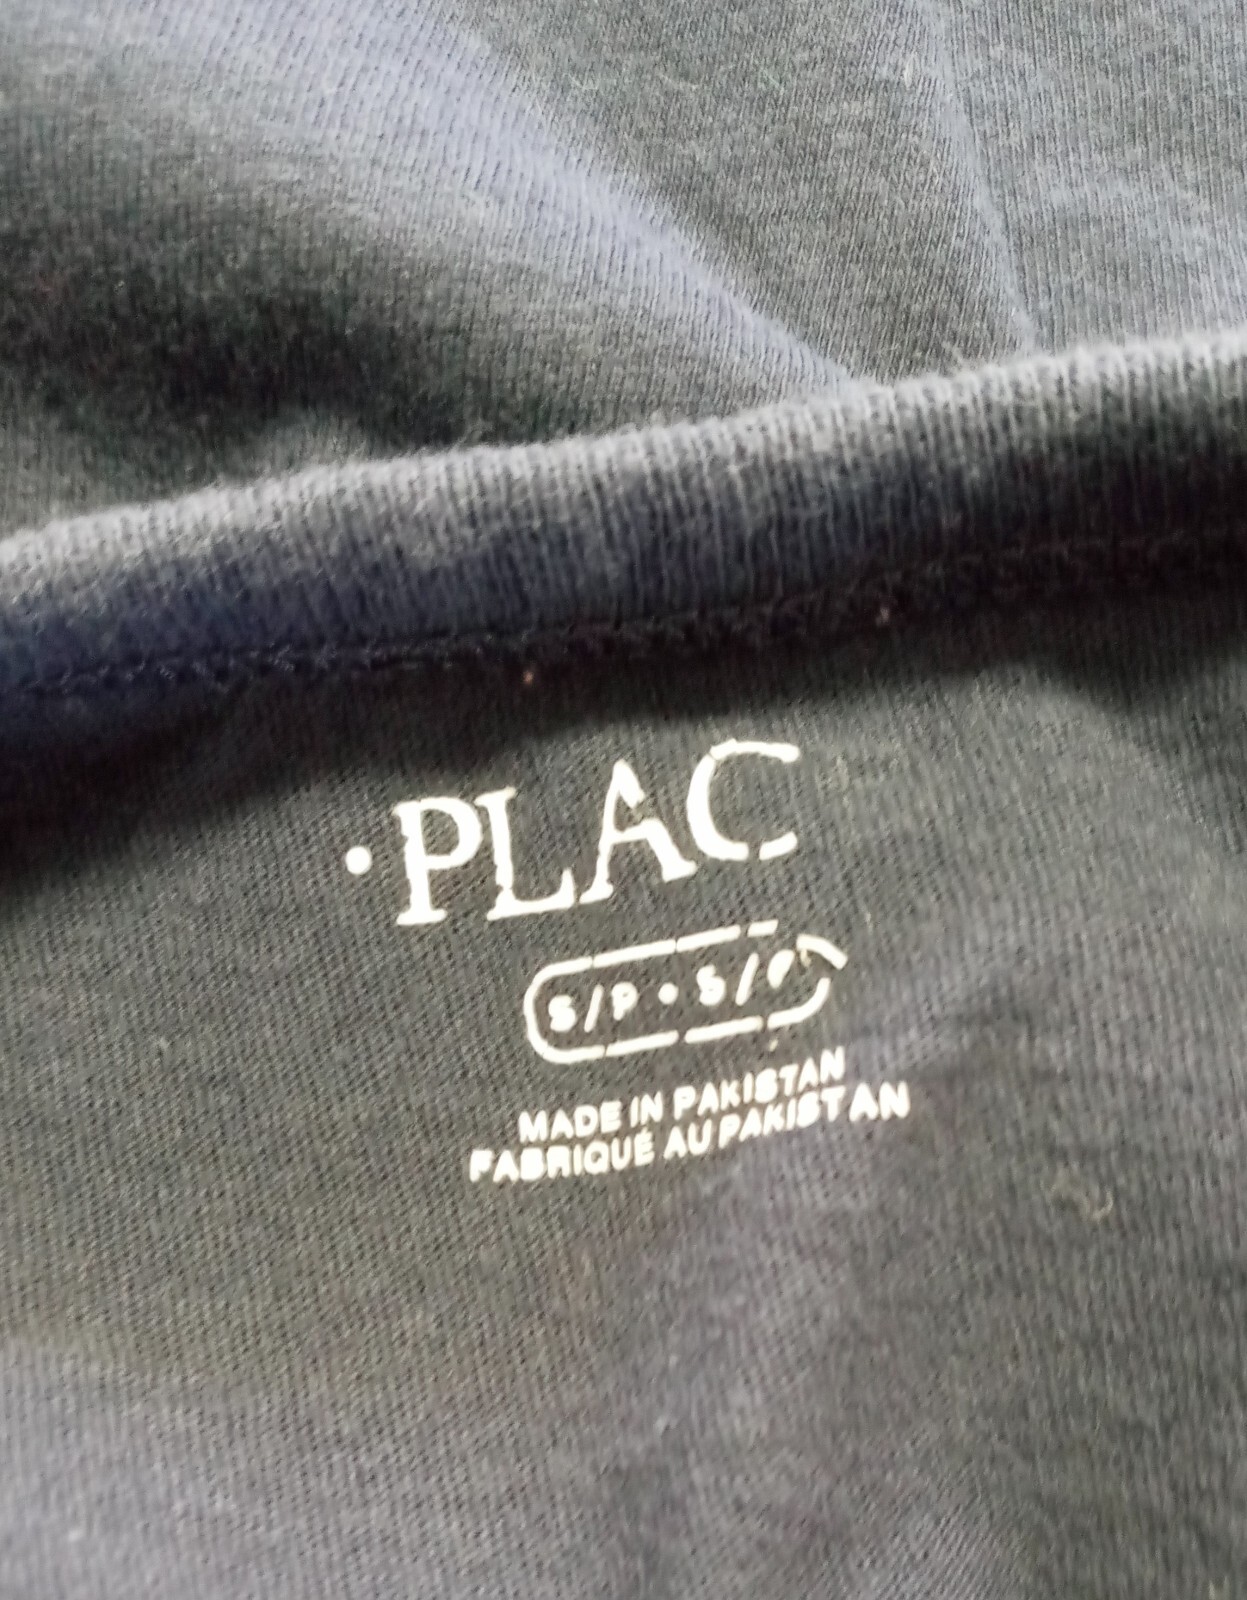 ·PLAC
S/P • S/P
MADE IN PAKISTAN
FABRIQUÉ AU PAKISTAN